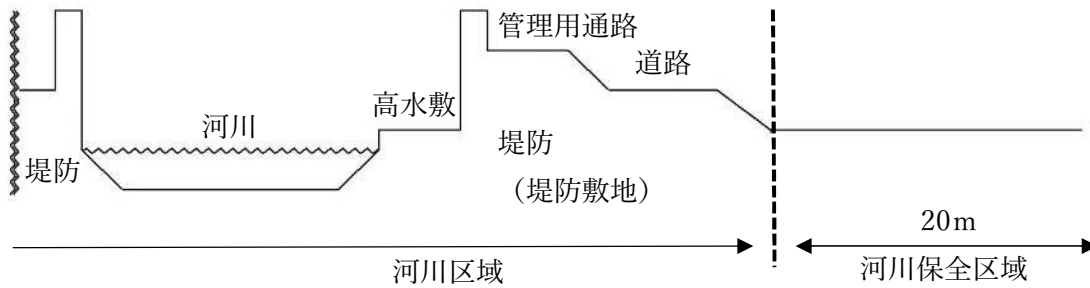 管理用通路
道路
高水敷
河川
堤防
堤防
（堤防敷地）
20m
河川区域
河川保全区域